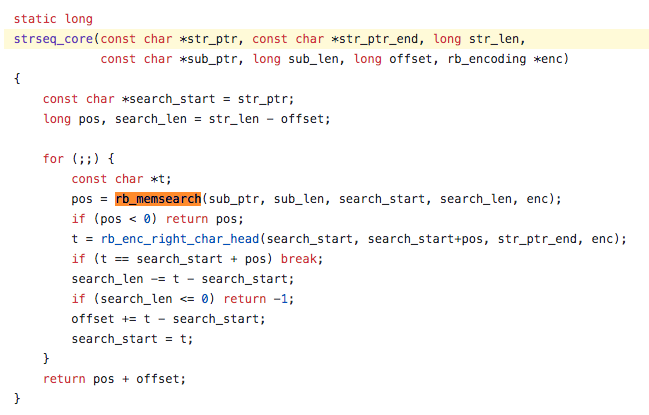 static long
strseq_core(const char *str_ptr, const char *str_ptr_end, long str_len,
            const char *sub_ptr, long sub_len, long offset, rb_encoding *enc)
{
    const char *search_start = str_ptr;
    long pos, search_len = str_len - offset;

    for (;;) {
        const char *t;
        pos = rb_memsearch(sub_ptr, sub_len, search_start, search_len, enc);
        if (pos < 0) return pos;
        t = rb_enc_right_char_head(search_start, search_start+pos, str_ptr_end, enc);
        if (t == search_start + pos) break;
        search_len -= t - search_start;
        if (search_len <= 0) return -1;
        offset += t - search_start;
        search_start = t;
    }
    return pos + offset;
}